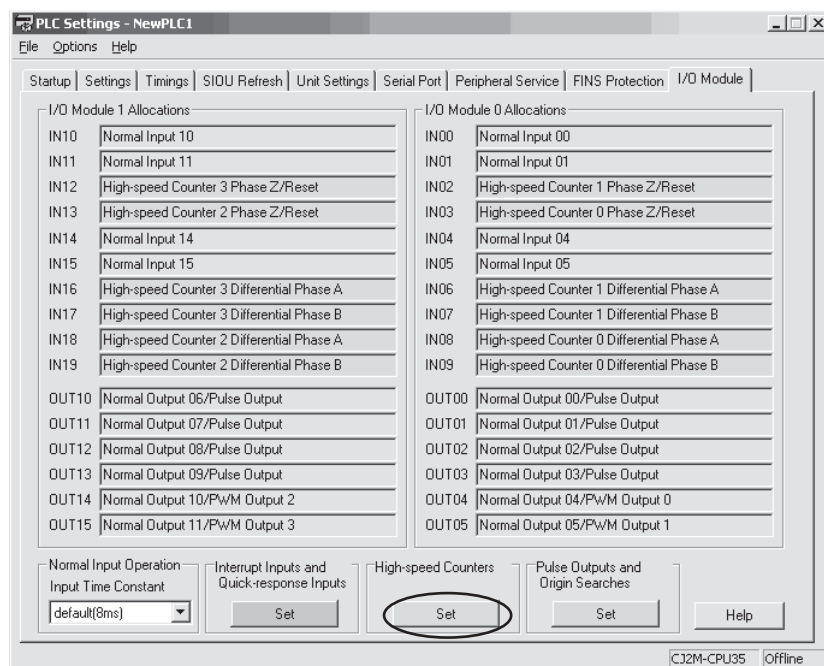 PLC Settings - NewPLC1
File Options Help
Startup Settings Timings SIOU Refresh Unit Settings Serial Port Peripheral Service FINS Protection I/O Module
I/O Module 1 Allocations
IN10 Normal Input 10
IN11 Normal Input 11
IN12 High-speed Counter 3 Phase Z/Reset
IN13 High-speed Counter 2 Phase Z/Reset
IN14 Normal Input 14
IN15 Normal Input 15
IN16 High-speed Counter 3 Differential Phase A
IN17 High-speed Counter 3 Differential Phase B
IN18 High-speed Counter 2 Differential Phase A
IN19 High-speed Counter 2 Differential Phase B
OUT10 Normal Output 06/Pulse Output
OUT11 Normal Output 07/Pulse Output
OUT12 Normal Output 08/Pulse Output
OUT13 Normal Output 09/Pulse Output
OUT14 Normal Output 10/PWM Output 2
OUT15 Normal Output 11/PWM Output 3
I/O Module 0 Allocations
IN00 Normal Input 00
IN01 Normal Input 01
IN02 High-speed Counter 1 Phase Z/Reset
IN03 High-speed Counter 0 Phase Z/Reset
IN04 Normal Input 04
IN05 Normal Input 05
IN06 High-speed Counter 1 Differential Phase A
IN07 High-speed Counter 1 Differential Phase B
IN08 High-speed Counter 0 Differential Phase A
IN09 High-speed Counter 0 Differential Phase B
OUT00 Normal Output 00/Pulse Output
OUT01 Normal Output 01/Pulse Output
OUT02 Normal Output 02/Pulse Output
OUT03 Normal Output 03/Pulse Output
OUT04 Normal Output 04/PWM Output 0
OUT05 Normal Output 05/PWM Output 1
Normal Input Operation
Input Time Constant
default(8ms)
Interrupt Inputs and
Quick-response Inputs
Set
High-speed Counters
Set
Pulse Outputs and
Origin Searches
Set
Help
CJ2M-CPU35 Offline